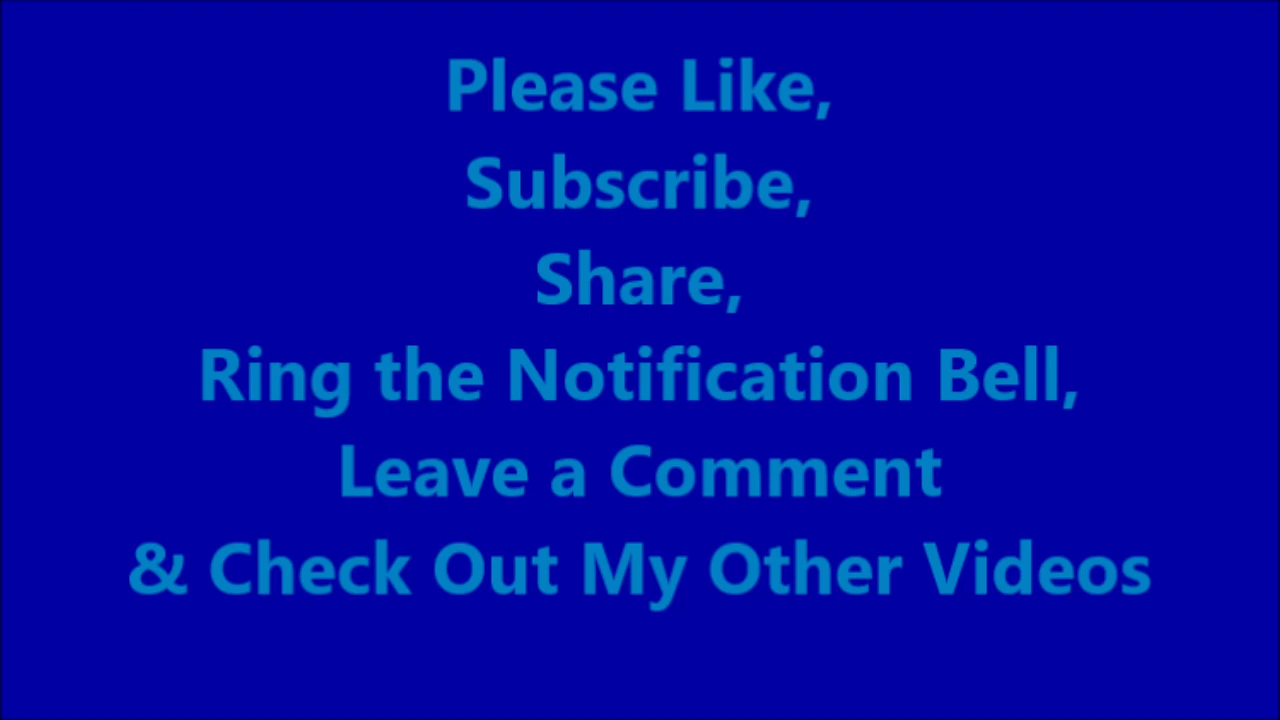 Please Like,
Subscribe,
Share,
Ring the Notification Bell,
Leave a Comment
& Check Out My Other Videos